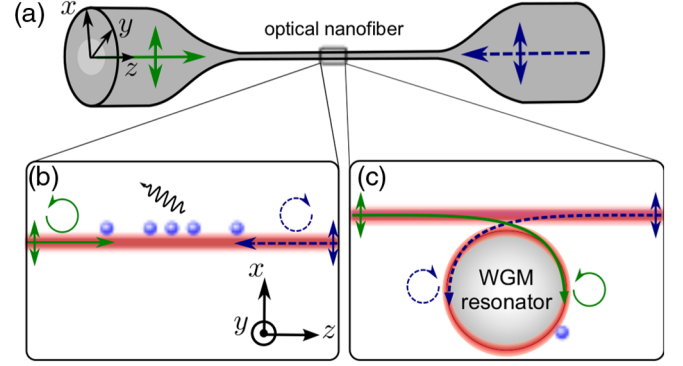 (a)
x
y
z
optical nanofiber
(b)
x
y
z
(c)
WGM
resonator